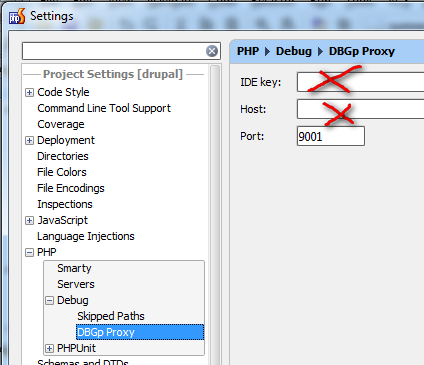 Settings
Project Settings [drupal]
Code Style
Command Line Tool Support
Coverage
Deployment
Directories
File Colors
File Encodings
Inspections
JavaScript
Language Injections
PHP
Smarty
Servers
Debug
Skipped Paths
DBGp Proxy
PHPUnit
Schemas and DTDs
PHP Debug DBGp Proxy
IDE key:
Host:
Port: 9001